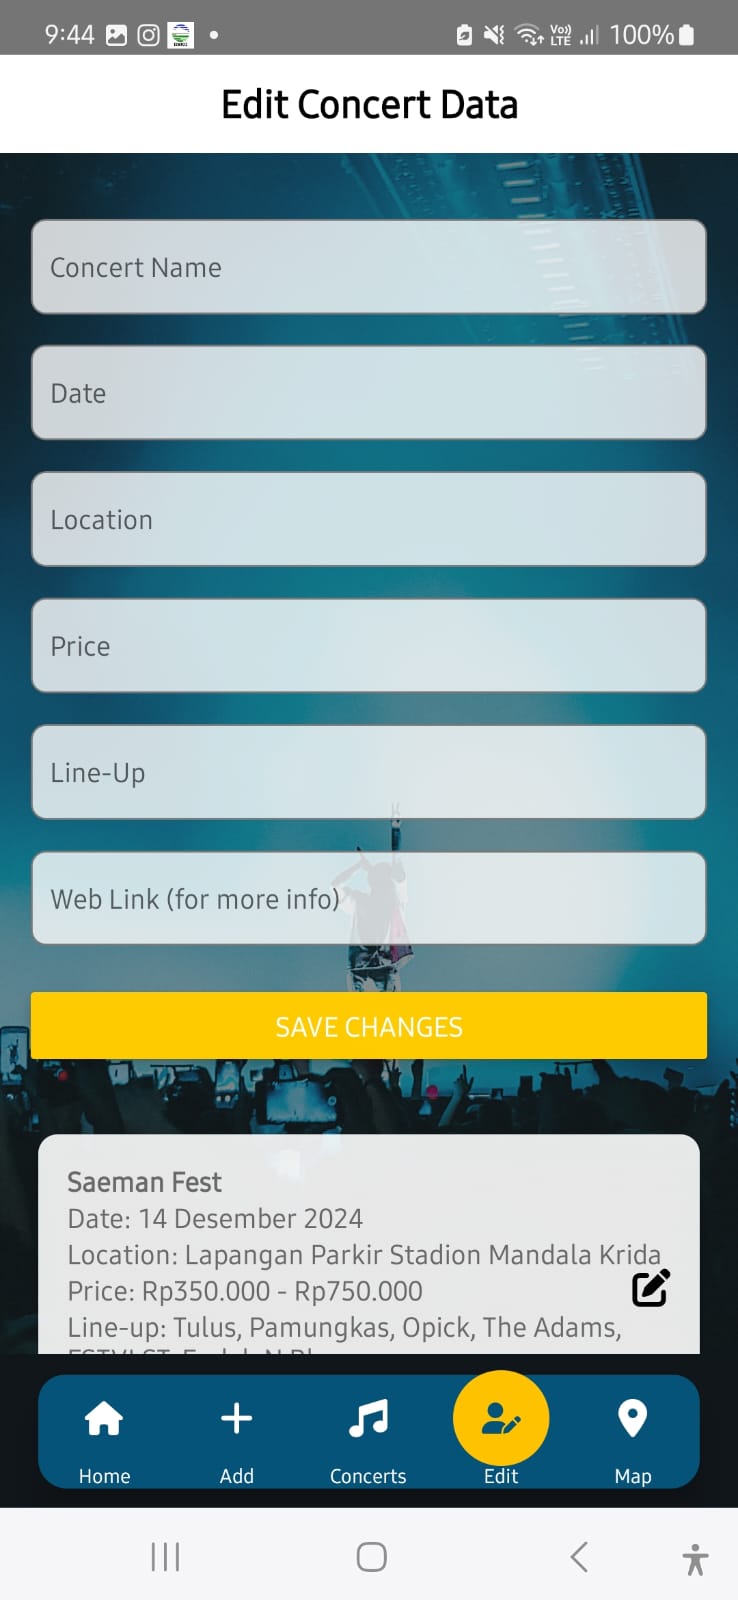 9:44
Vo))
LTE
100%
Edit Concert Data
Concert Name
Date
Location
Price
Line-Up
Web Link (for more info)
SAVE CHANGES
Saeman Fest
Date: 14 Desember 2024
Location: Lapangan Parkir Stadion Mandala Krida
Price: Rp350.000 - Rp750.000
Line-up: Tulus, Pamungkas, Opick, The Adams,
Home
Add
Concerts
Edit
Map